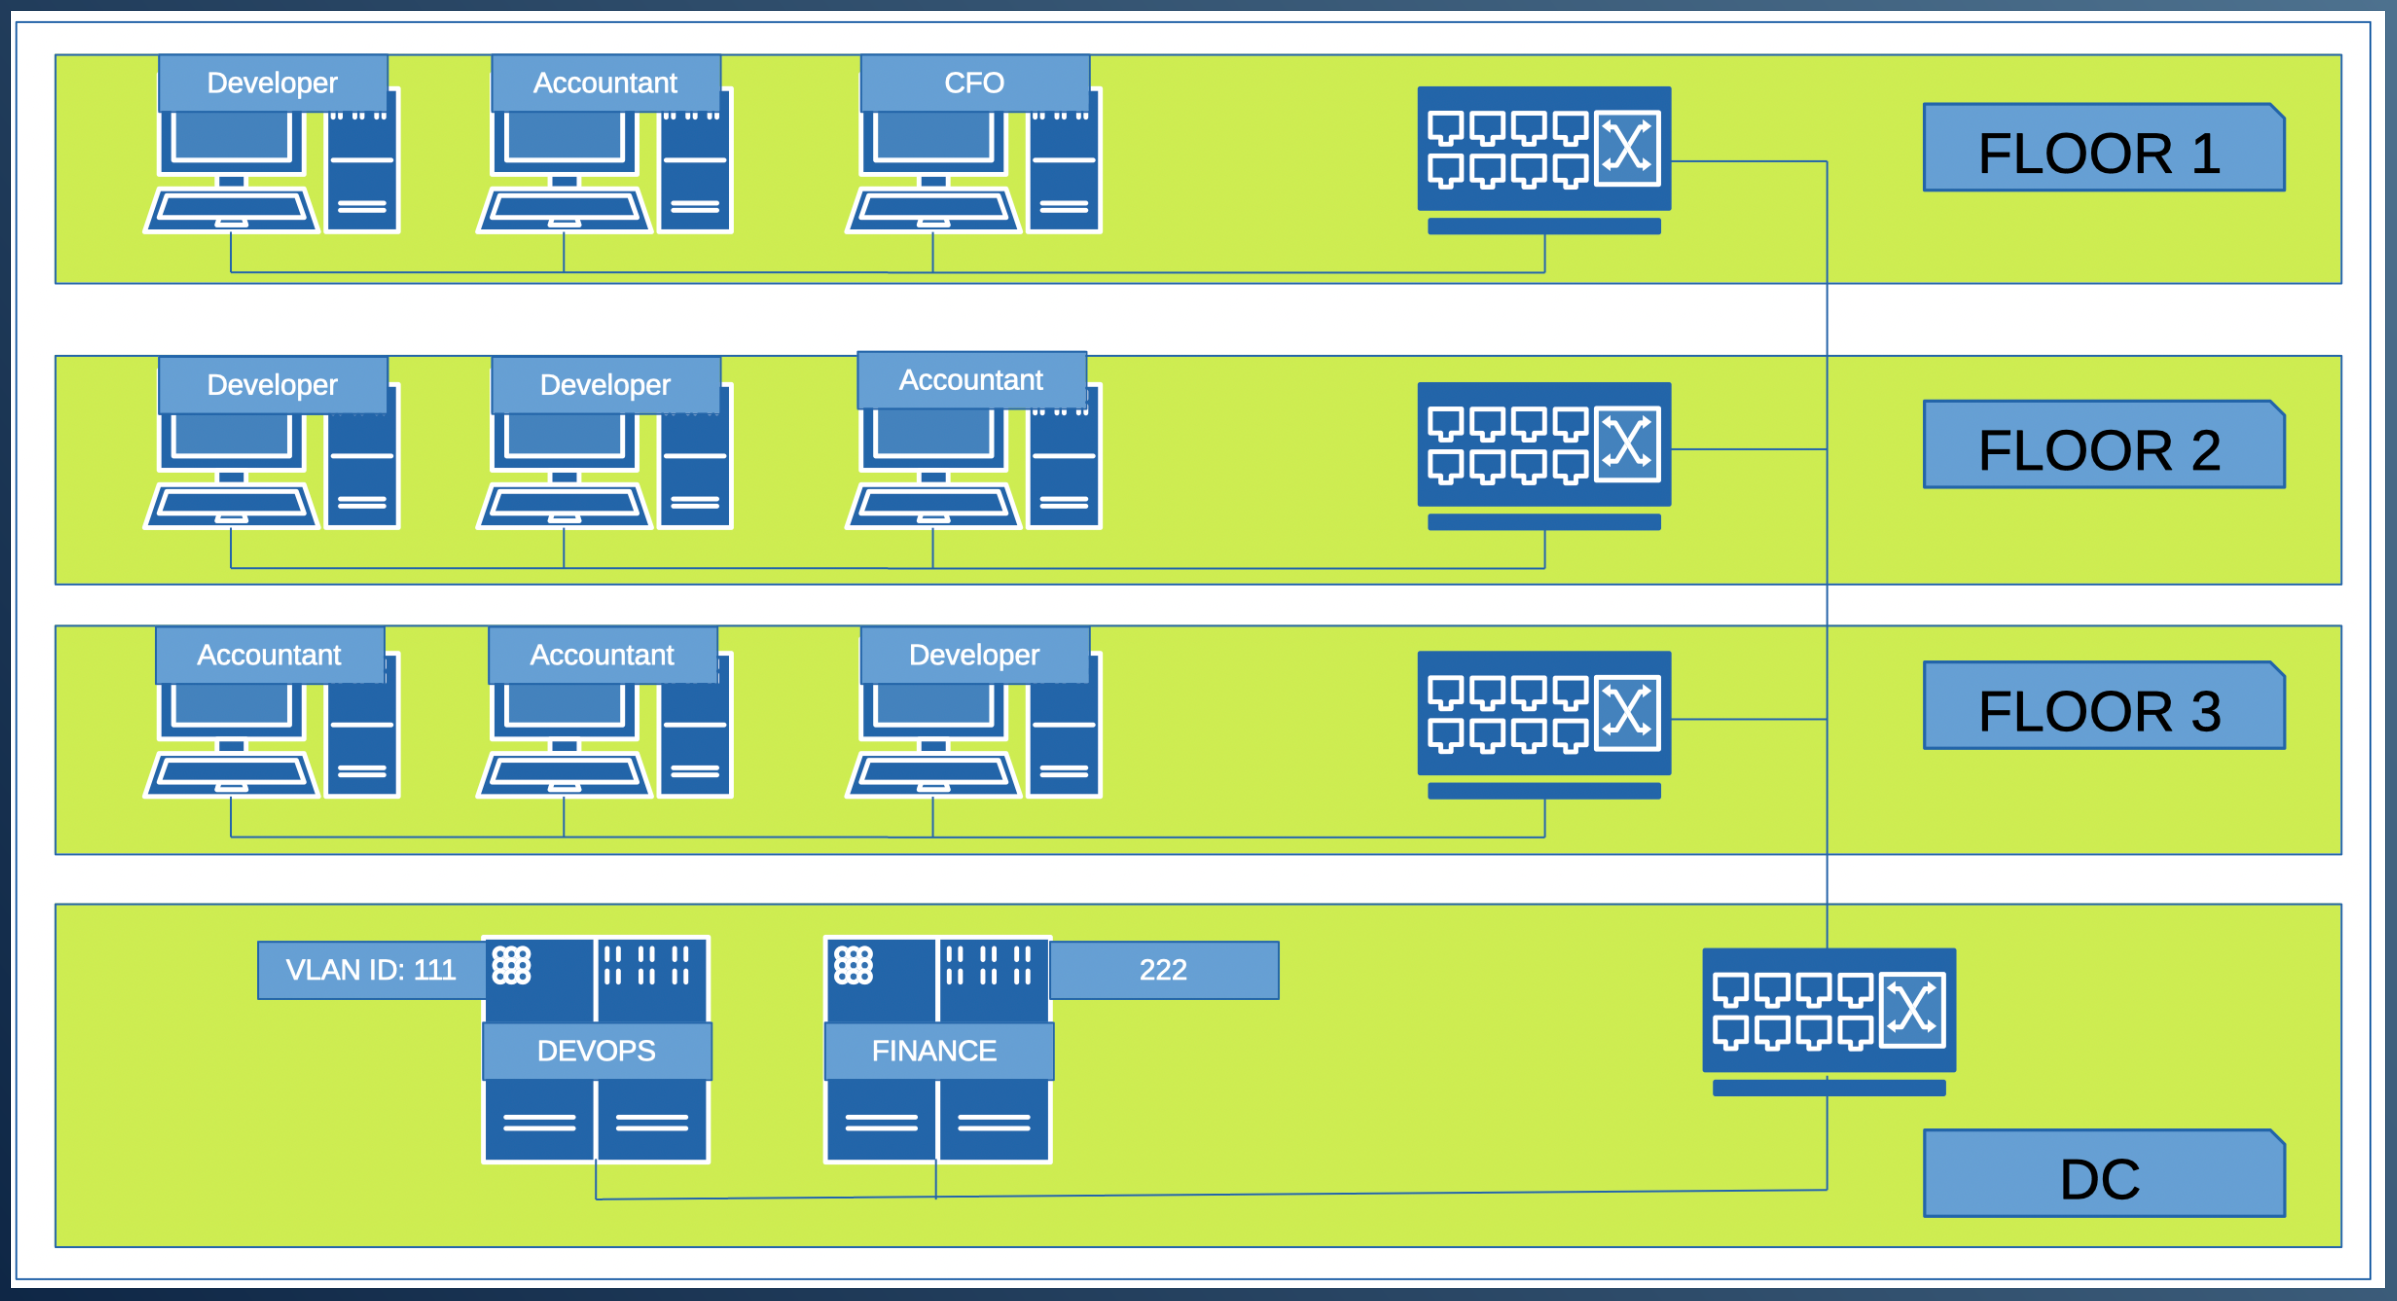 Developer
Accountant
CFO
FLOOR 1
Developer
Developer
Accountant
FLOOR 2
Accountant
Accountant
Developer
FLOOR 3
VLAN ID: 111
222
DEVOPS
FINANCE
DC